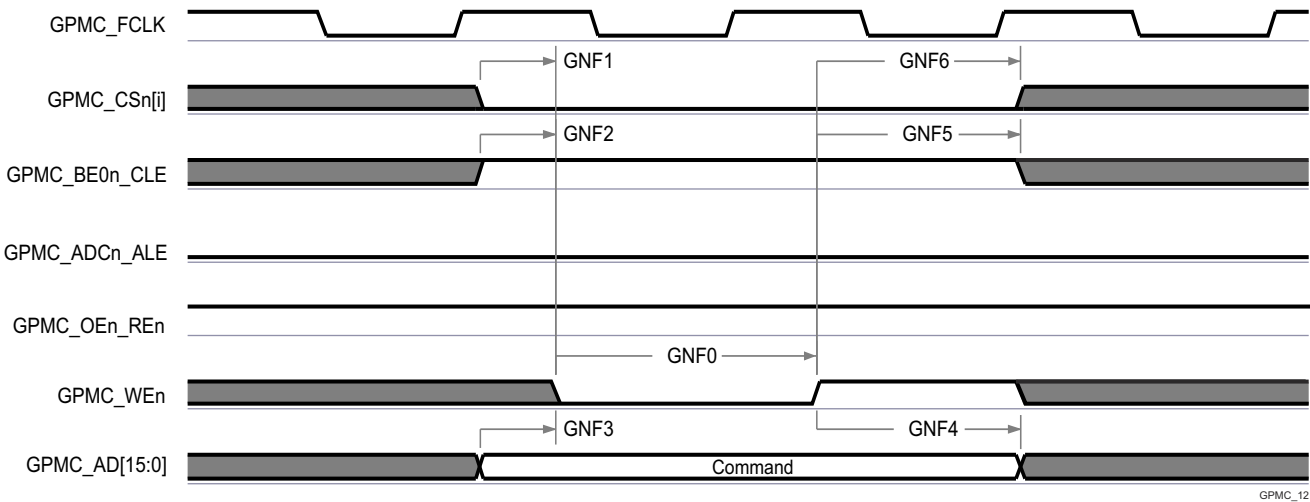 GPMC_FCLK
GNF1
GNF6
GPMC_CSn[i]
GNF2
GNF5
GPMC_BE0n_CLE
GPMC_ADCn_ALE
GPMC_OEn_REn
GNF0
GPMC_WEn
GNF3
GNF4
GPMC_AD[15:0]
Command
GPMC_12